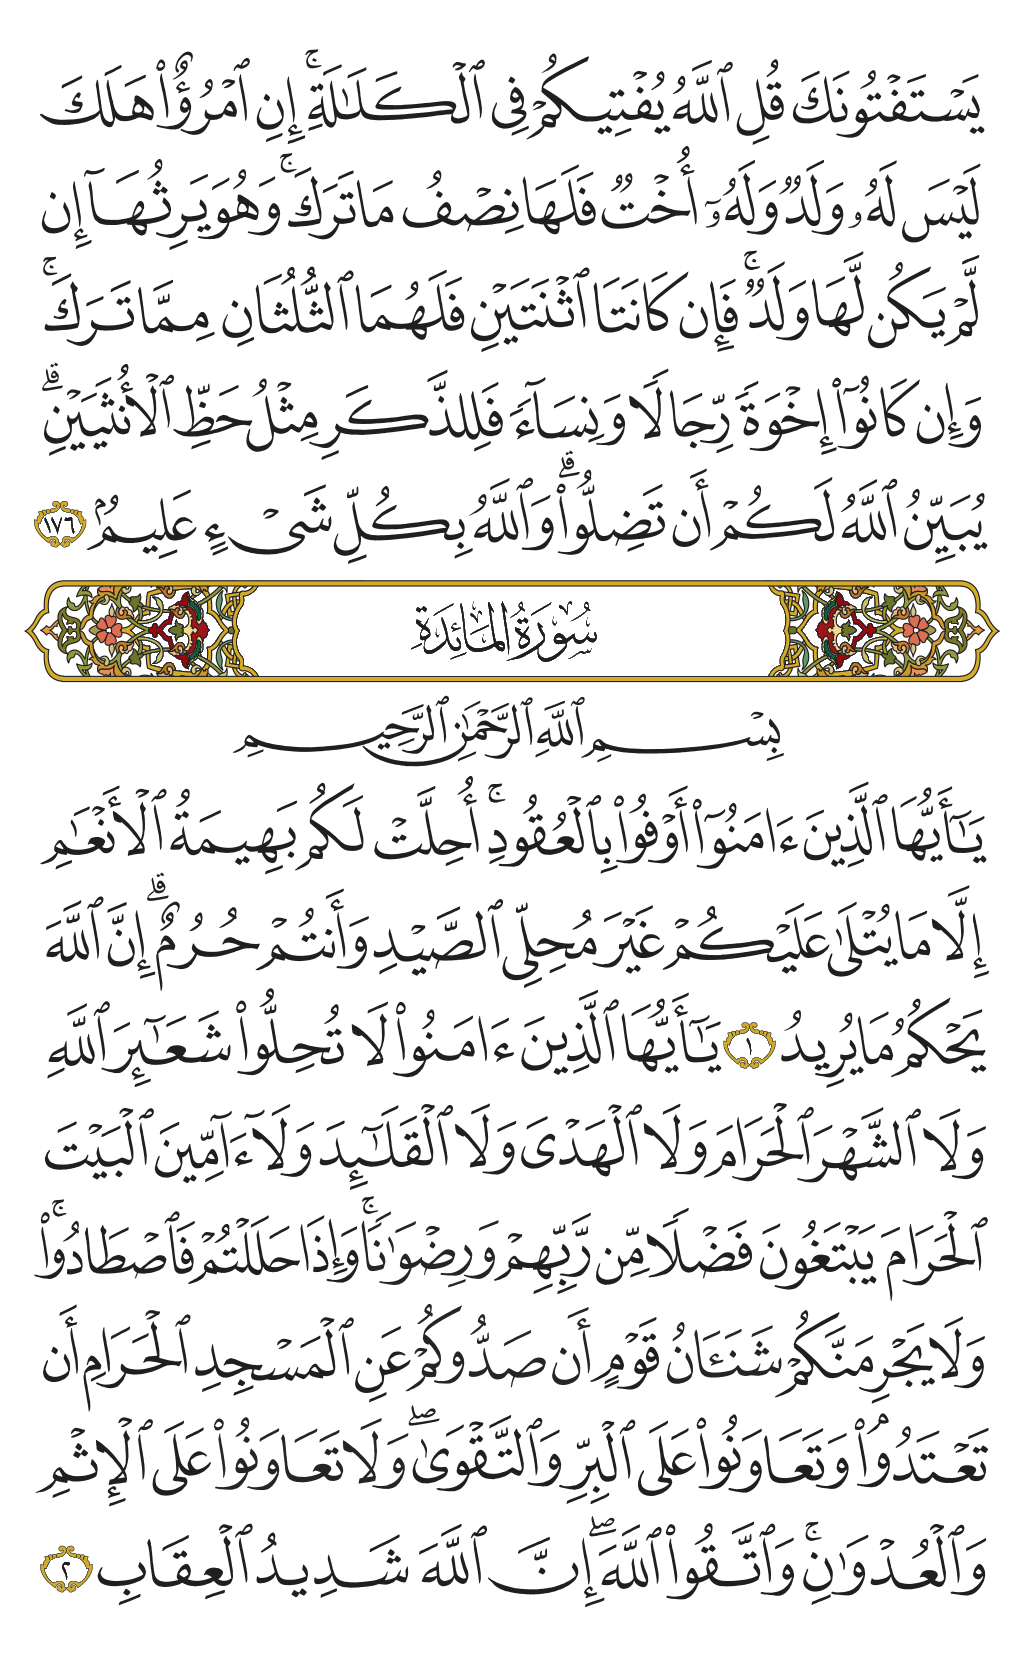 يَسۡتَفۡتُونَكَ قُلِ ٱللَّهُ يُفۡتِيكُمۡ فِي ٱلۡكَلَٰلَةِۚ إِنِ ٱمۡرُؤٌاْ هَلَكَ
لَيۡسَ لَهُۥ وَلَدٞ وَلَهُۥٓ أُخۡتٞ فَلَهَا نِصۡفُ مَا تَرَكَۚ وَهُوَ يَرِثُهَآ إِن
لَّمۡ يَكُن لَّهَا وَلَدٞۚ فَإِن كَانَتَا ٱثۡنَتَيۡنِ فَلَهُمَا ٱلثُّلُثَانِ مِمَّا تَرَكَۚ
وَإِن كَانُوٓاْ إِخۡوَةٗ رِّجَالٗا وَنِسَآءٗ فَلِلذَّكَرِ مِثۡلُ حَظِّ ٱلۡأُنثَيَيۡنِۗ
يُبَيِّنُ ٱللَّهُ لَكُمۡ أَن تَضِلُّواْۗ وَٱللَّهُ بِكُلِّ شَيۡءٍ عَلِيمُۢ ١٧٦
سُورَةُ المَائِدَةِ
بِسۡمِ ٱللَّهِ ٱلرَّحۡمَٰنِ ٱلرَّحِيمِ
يَٰٓأَيُّهَا ٱلَّذِينَ ءَامَنُوٓاْ أَوۡفُواْ بِٱلۡعُقُودِۚ أُحِلَّتۡ لَكُم بَهِيمَةُ ٱلۡأَنۡعَٰمِ
إِلَّا مَا يُتۡلَىٰ عَلَيۡكُمۡ غَيۡرَ مُحِلِّي ٱلصَّيۡدِ وَأَنتُمۡ حُرُمٌۗ إِنَّ ٱللَّهَ
يَحۡكُمُ مَا يُرِيدُ ١ يَٰٓأَيُّهَا ٱلَّذِينَ ءَامَنُواْ لَا تُحِلُّواْ شَعَٰٓئِرَ ٱللَّهِ
وَلَا ٱلشَّهۡرَ ٱلۡحَرَامَ وَلَا ٱلۡهَدۡيَ وَلَا ٱلۡقَلَٰٓئِدَ وَلَآ ءَآمِّينَ ٱلۡبَيۡتَ
ٱلۡحَرَامَ يَبۡتَغُونَ فَضۡلٗا مِّن رَّبِّهِمۡ وَرِضۡوَٰنٗاۚ وَإِذَا حَلَلۡتُمۡ فَٱصۡطَادُواْۚ
وَلَا يَجۡرِمَنَّكُمۡ شَنَـَٔانُ قَوۡمٍ أَن صَدُّوكُمۡ عَنِ ٱلۡمَسۡجِدِ ٱلۡحَرَامِ أَن
تَعۡتَدُواْۘ وَتَعَاوَنُواْ عَلَى ٱلۡبِرِّ وَٱلتَّقۡوَىٰۖ وَلَا تَعَاوَنُواْ عَلَى ٱلۡإِثۡمِ
وَٱلۡعُدۡوَٰنِۚ وَٱتَّقُواْ ٱللَّهَۖ إِنَّ ٱللَّهَ شَدِيدُ ٱلۡعِقَابِ ٢